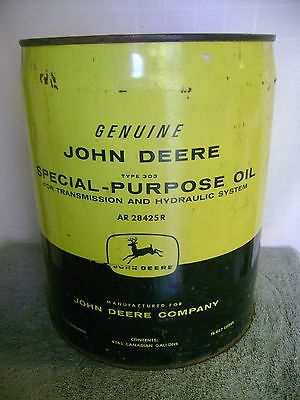 GENUINE
JOHN DEERE
TYPE 303
SPECIAL-PURPOSE OIL
FOR TRANSMISSION AND HYDRAULIC SYSTEM
AR 28425R
JOHN DEERE
MANUFACTURED FOR
JOHN DEERE COMPANY
CONTENTS:
CANADIAN GALLONS